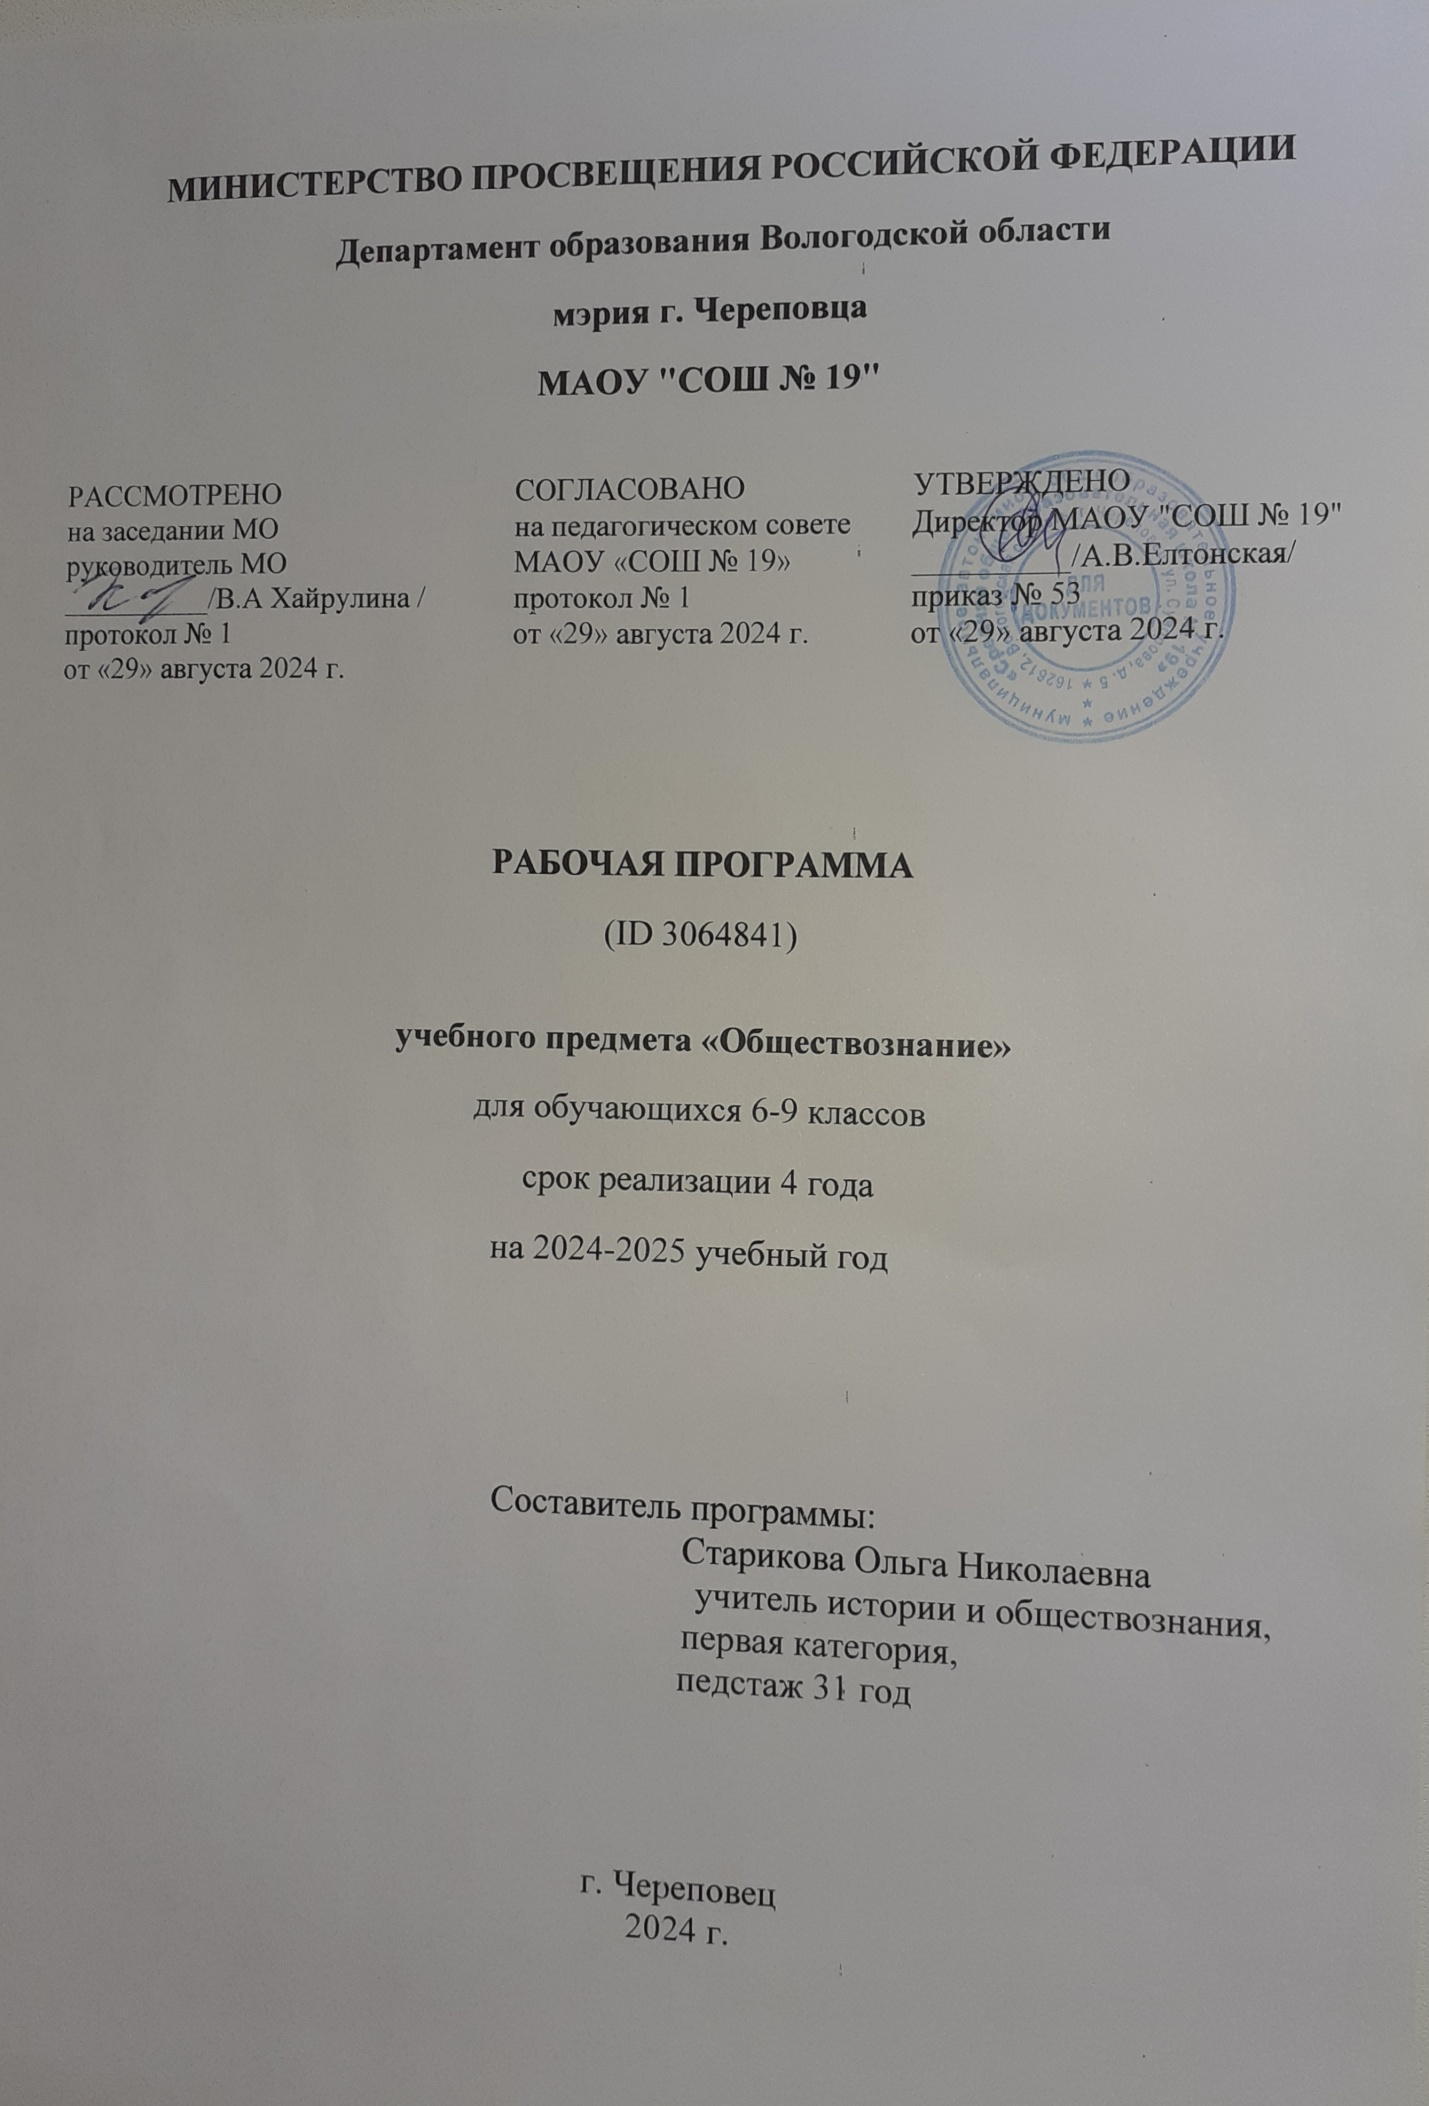 МИНИСТЕРСТВО ПРОСВЕЩЕНИЯ РОССИЙСКОЙ ФЕДЕРАЦИИ
Департамент образования Вологодской области
мэрия г. Череповца
МАОУ "СОШ № 19"
РАССМОТРЕНО
на заседании МО
руководитель МО
/В.А Хайрулина /
протокол № 1
от «29» августа 2024 г.
СОГЛАСОВАНО
на педагогическом совете
МАОУ «СОШ № 19»
протокол № 1
от «29» августа 2024 г.
УТВЕРЖДЕНО
Директор МАОУ "СОШ № 19"
/А.В.Елтонская/
приказ № 53
от «29» августа 2024 г.
ДЛЯ
ДОКУМЕНТОВ
РАБОЧАЯ ПРОГРАММА
(ID 3064841)
учебного предмета «Обществознание»
для обучающихся 6-9 классов
срок реализации 4 года
на 2024-2025 учебный год
Составитель программы:
Старикова Ольга Николаевна
учитель истории и обществознания,
первая категория,
педстаж 31 год
г. Череповец
2024 г.